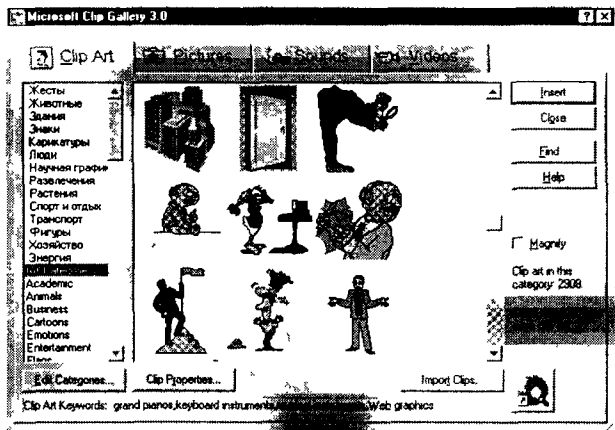 Microsoft Clip Gallery 3.0
Clip Art Pictures Sounds Videos
Жесты
Животные
Здания
Знаки
Карикатуры
Люди
Научная график
Развлечения
Растения
Спорт и отдых
Транспорт
Фигуры
Хозяйство
Энергия
Academic
Animals
Business
Cartoons
Emotions
Entertainment
Flags
Insert
Close
Find
Help
Magnify
Clip art in this
category: 2308
Edit Categories...
Clip Properties...
Import Clips.
Clip Art Keywords: grand pianos,keyboard instruments Web graphics